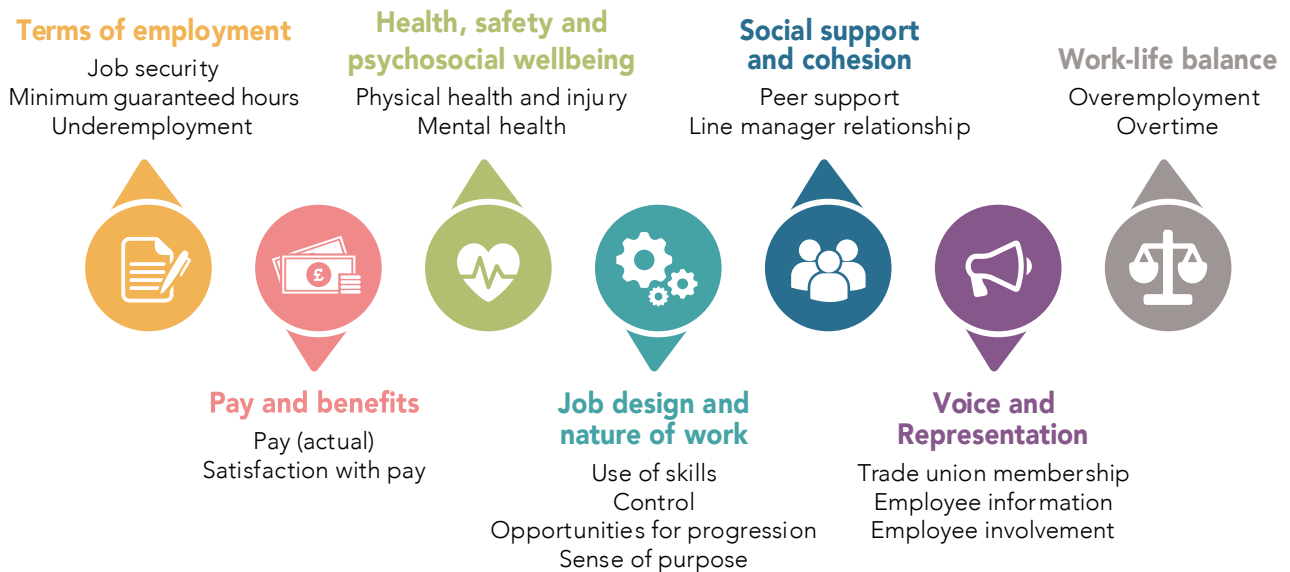 Terms of employment
Job security
Minimum guaranteed hours
Underemployment
£
Pay and benefits
Pay (actual)
Satisfaction with pay
Health, safety and
psychosocial wellbeing
Physical health and injury
Mental health
Job design and
nature of work
Use of skills
Control
Opportunities for progression
Sense of purpose
Social support
and cohesion
Peer support
Line manager relationship
Voice and
Representation
Trade union membership
Employee information
Employee involvement
Work-life balance
Overemployment
Overtime